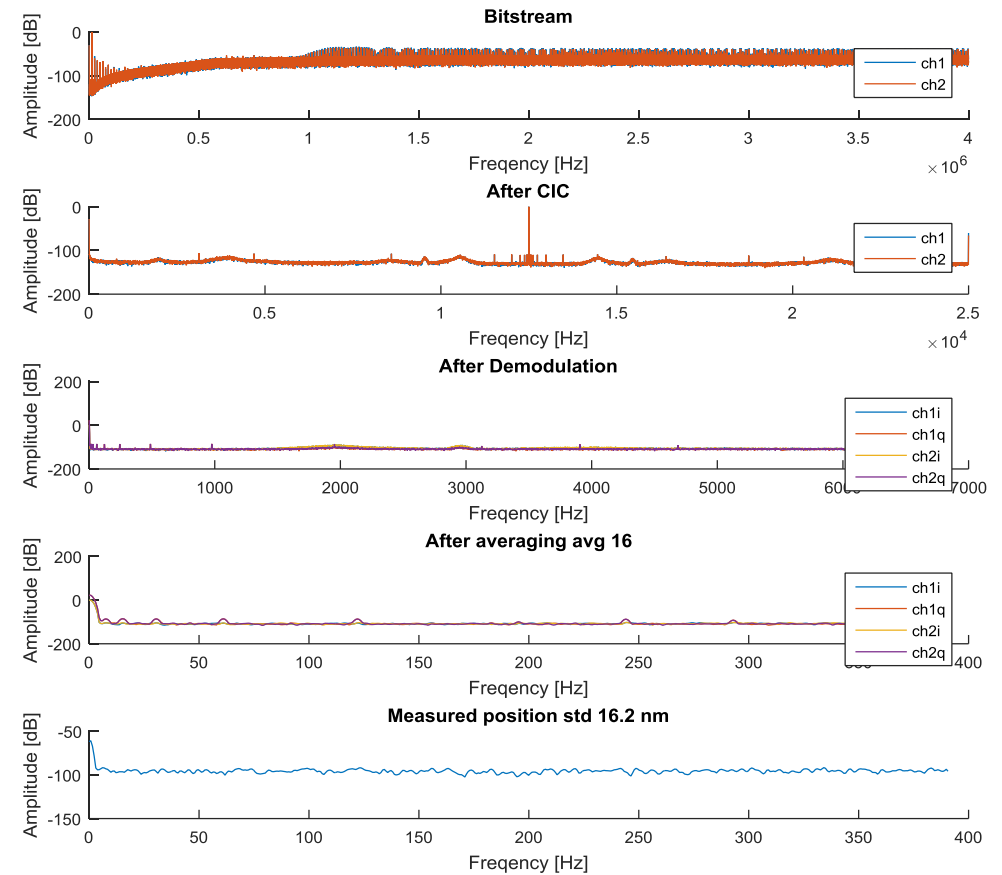 Bitstream
Amplitude [dB]
0
-100
-200
0 0.5 1 1.5 2 2.5 3 3.5 4
×10^6
Freqency [Hz]
ch1
ch2
After CIC
Amplitude [dB]
0
-100
-200
0 0.5 1 1.5 2 2.5
×10^4
Freqency [Hz]
ch1
ch2
After Demodulation
Amplitude [dB]
200
0
-200
0 1000 2000 3000 4000 5000 6000 7000
Freqency [Hz]
ch1i
ch1q
ch2i
ch2q
After averaging avg 16
Amplitude [dB]
200
0
-200
0 50 100 150 200 250 300 350 400
Freqency [Hz]
ch1i
ch1q
ch2i
ch2q
Measured position std 16.2 nm
Amplitude [dB]
-50
-100
-150
0 50 100 150 200 250 300 350 400
Freqency [Hz]